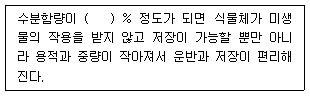 수분함량이 (    ) % 정도가 되면 식물체가 미생
물의 작용을 받지 않고 저장이 가능할 뿐만 아니
라 용적과 중량이 작아져서 운반과 저장이 편리해
진다.